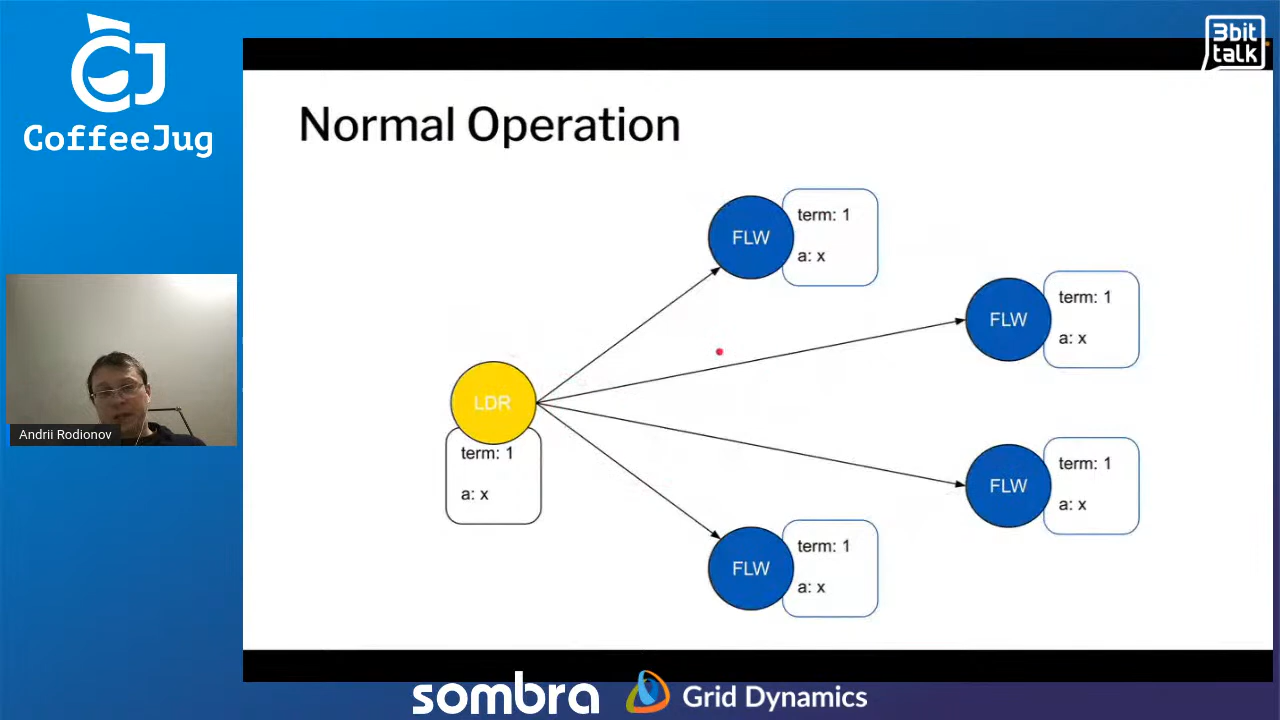 CJ
CoffeeJug
3bit
talk
Normal Operation
FLW
term: 1
a: x
FLW
term: 1
a: x
LDR
term: 1
a: x
FLW
term: 1
a: x
FLW
term: 1
a: x
Andrii Rodionov
sombra
Grid Dynamics